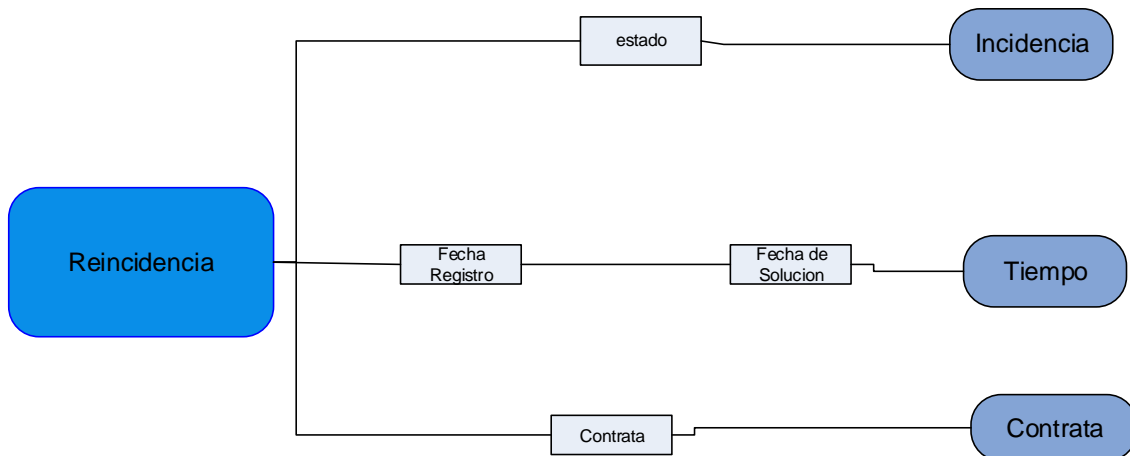 estado
Incidencia
Reincidencia
Fecha
Registro
Fecha de
Solucion
Tiempo
Contrata
Contrata